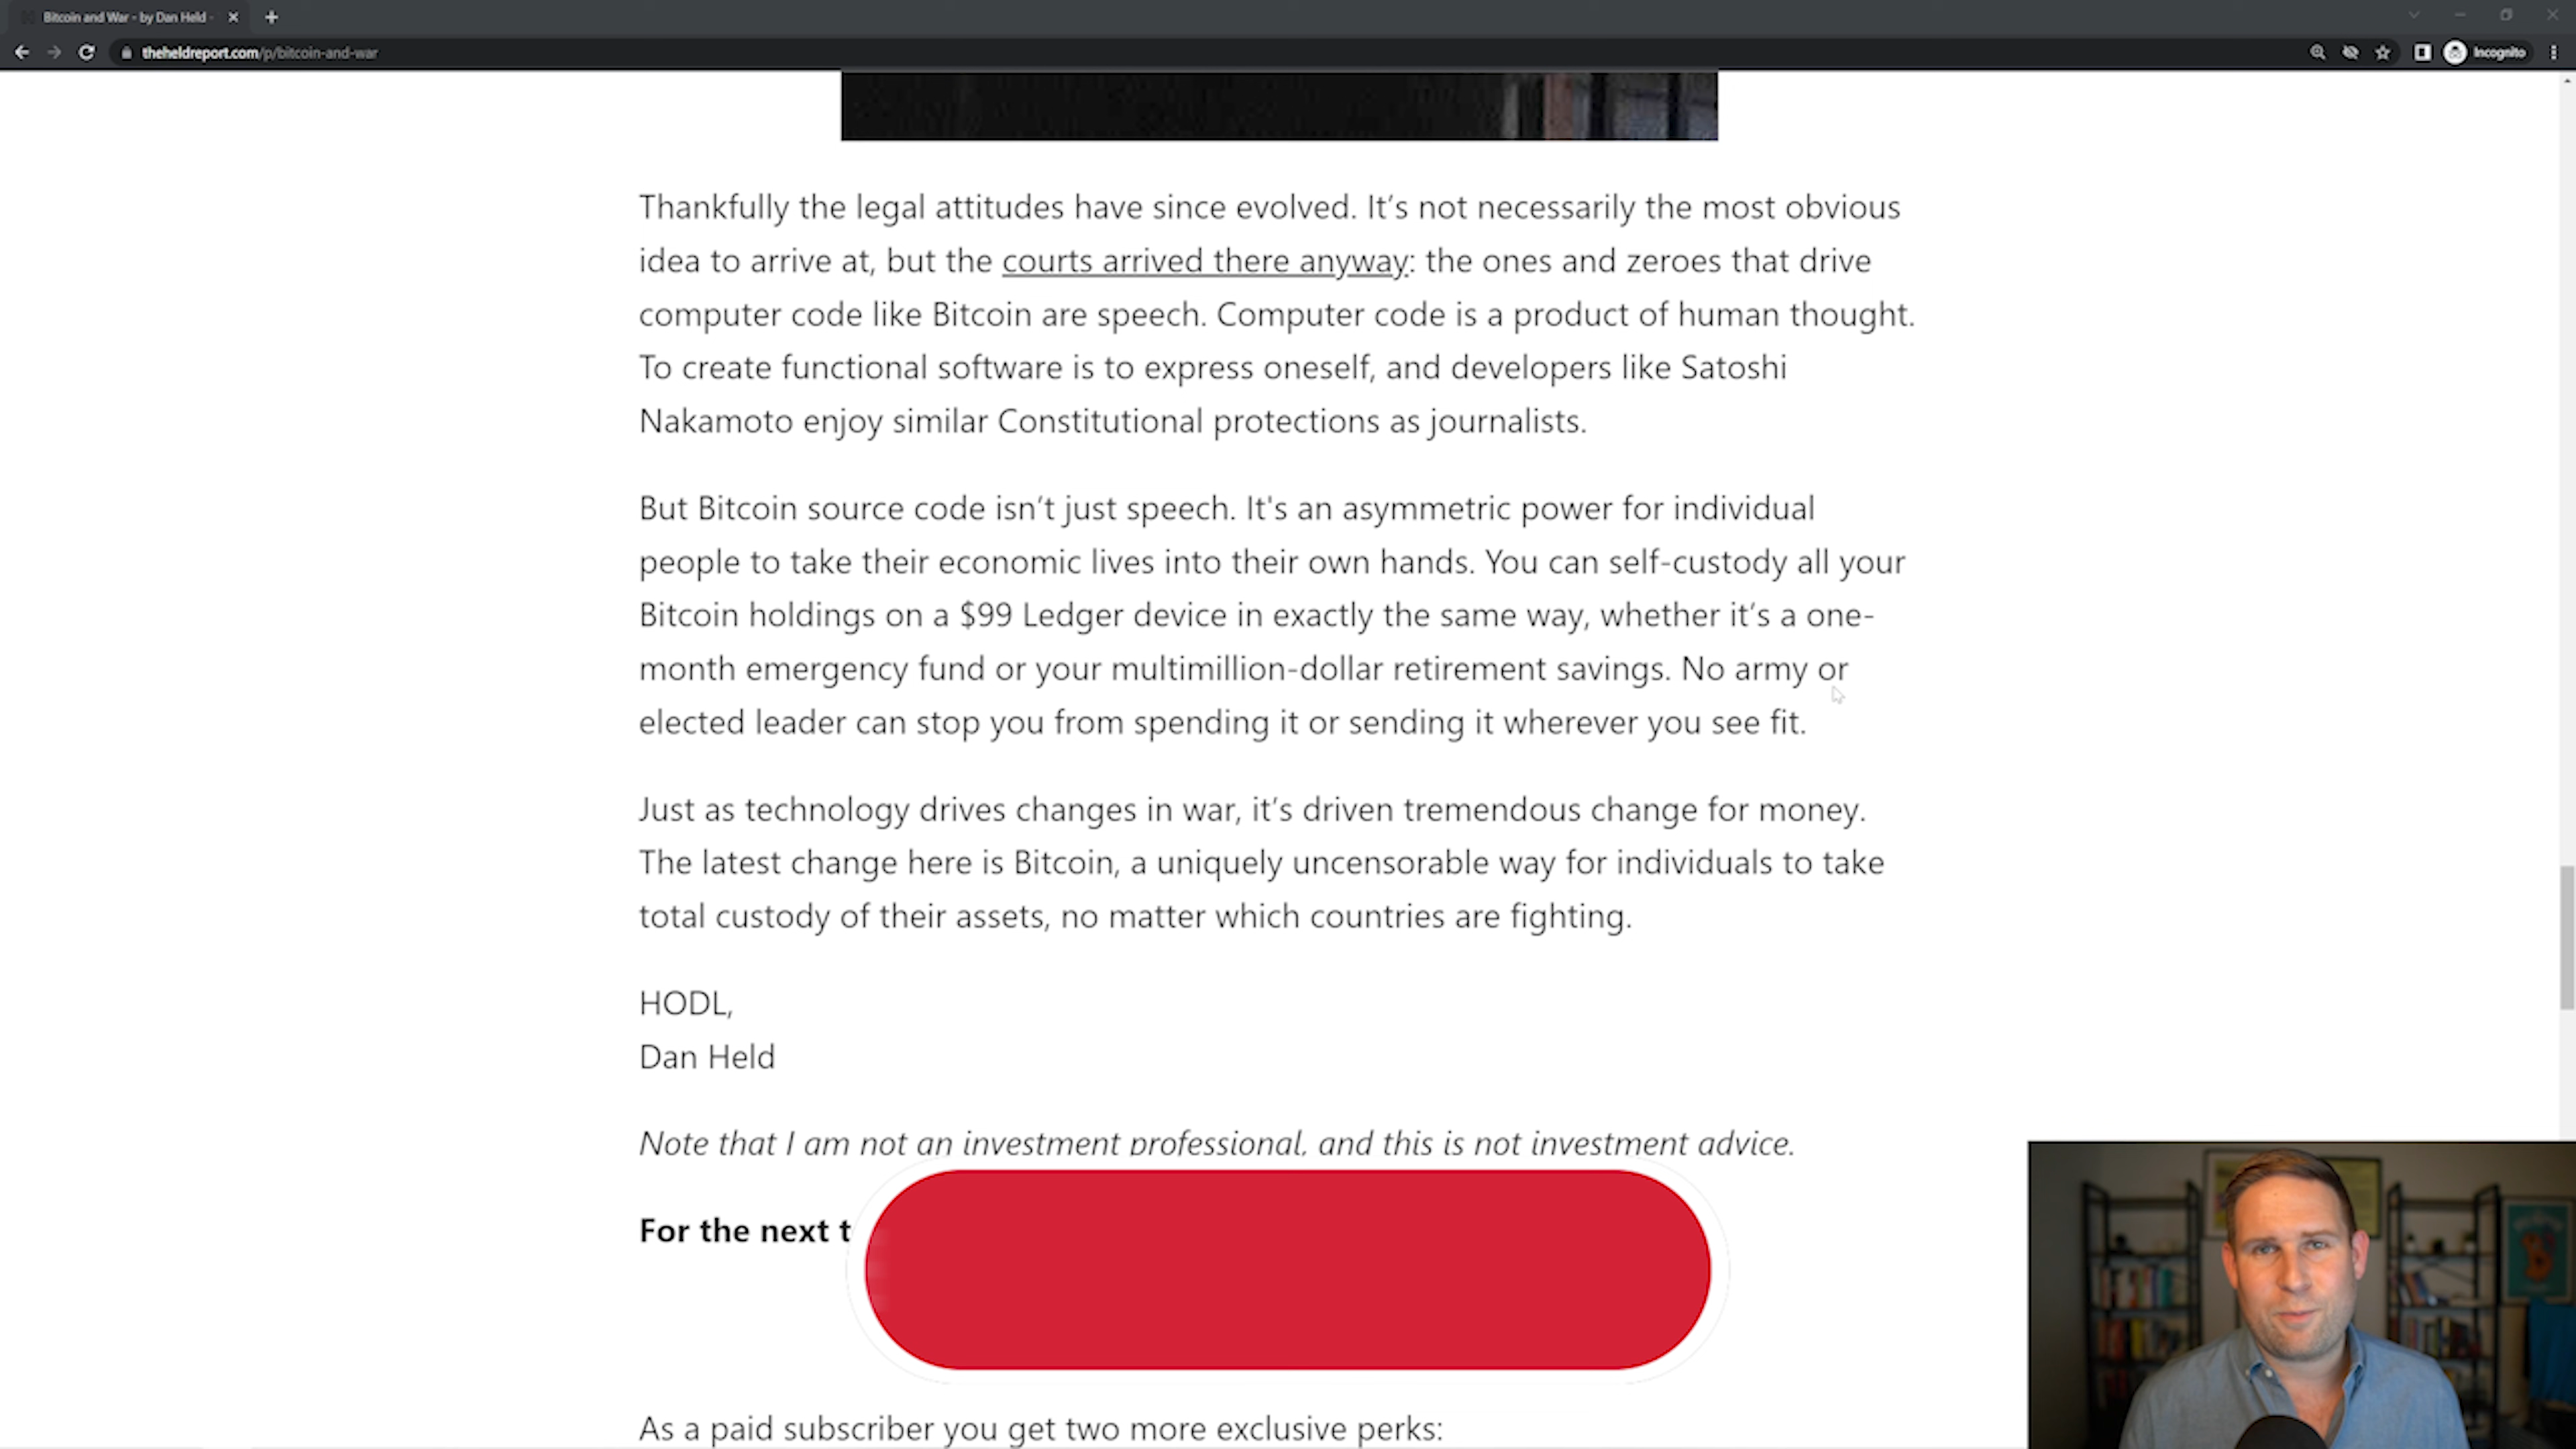 Bitcoin and War - by Dan Held -
theheldreport.com/p/bitcoin-and-war
Incognito
Thankfully the legal attitudes have since evolved. It’s not necessarily the most obvious
idea to arrive at, but the courts arrived there anyway: the ones and zeroes that drive
computer code like Bitcoin are speech. Computer code is a product of human thought.
To create functional software is to express oneself, and developers like Satoshi
Nakamoto enjoy similar Constitutional protections as journalists.
But Bitcoin source code isn’t just speech. It's an asymmetric power for individual
people to take their economic lives into their own hands. You can self-custody all your
Bitcoin holdings on a $99 Ledger device in exactly the same way, whether it’s a one-
month emergency fund or your multimillion-dollar retirement savings. No army or
elected leader can stop you from spending it or sending it wherever you see fit.
Just as technology drives changes in war, it’s driven tremendous change for money.
The latest change here is Bitcoin, a uniquely uncensorable way for individuals to take
total custody of their assets, no matter which countries are fighting.
HODL,
Dan Held
Note that I am not an investment professional, and this is not investment advice.
For the next t
As a paid subscriber you get two more exclusive perks: